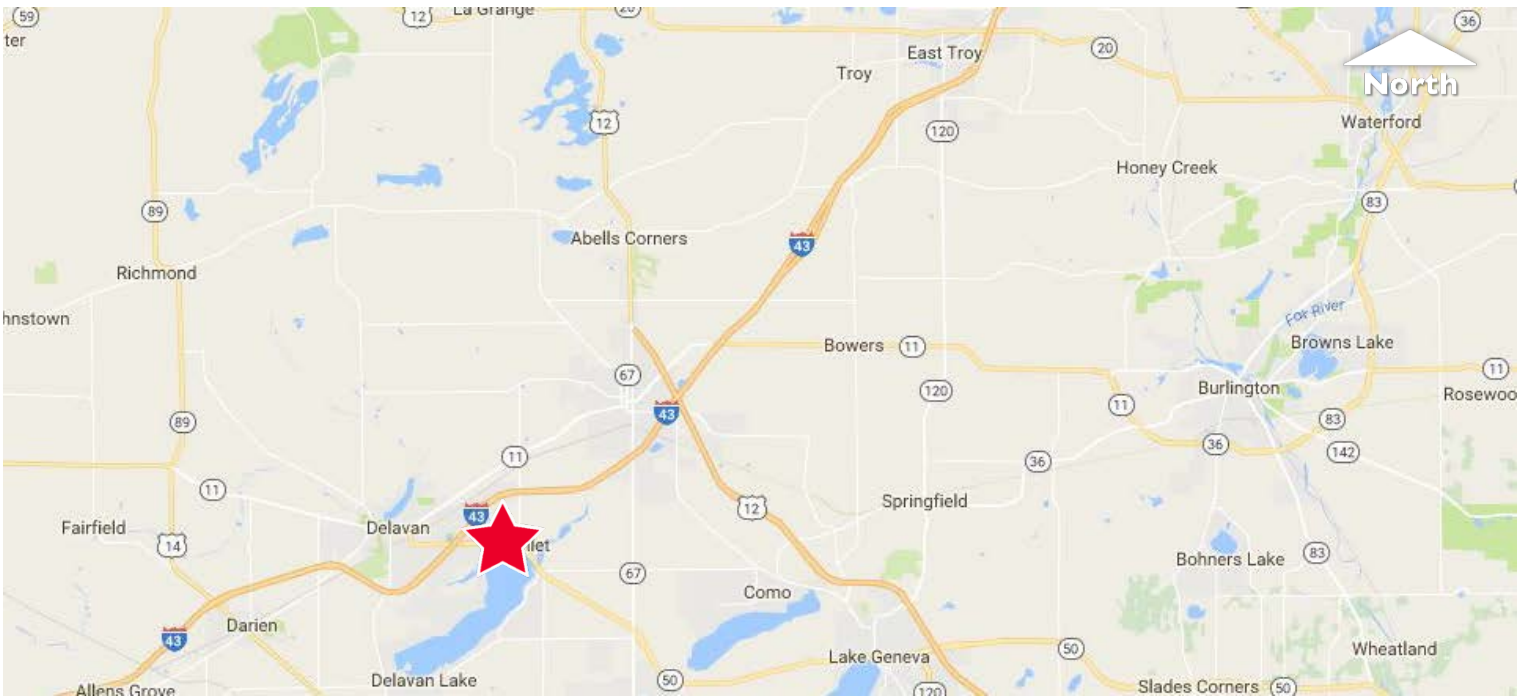 59
12
La Grange
20
36
ter
East Troy
20
North
Troy
12
120
Waterford
Honey Creek
89
83
Abells Corners
43
Richmond
Fox River
hnstown
Bowers
11
Browns Lake
67
11
120
Burlington
Rosewoo
43
11
89
83
36
142
11
36
11
Springfield
12
43
Fairfield
Delavan
14
let
83
Bohners Lake
67
Como
Darien
43
Wheatland
50
Lake Geneva
Delavan Lake
50
Slades Corners
50
Allens Grove
120